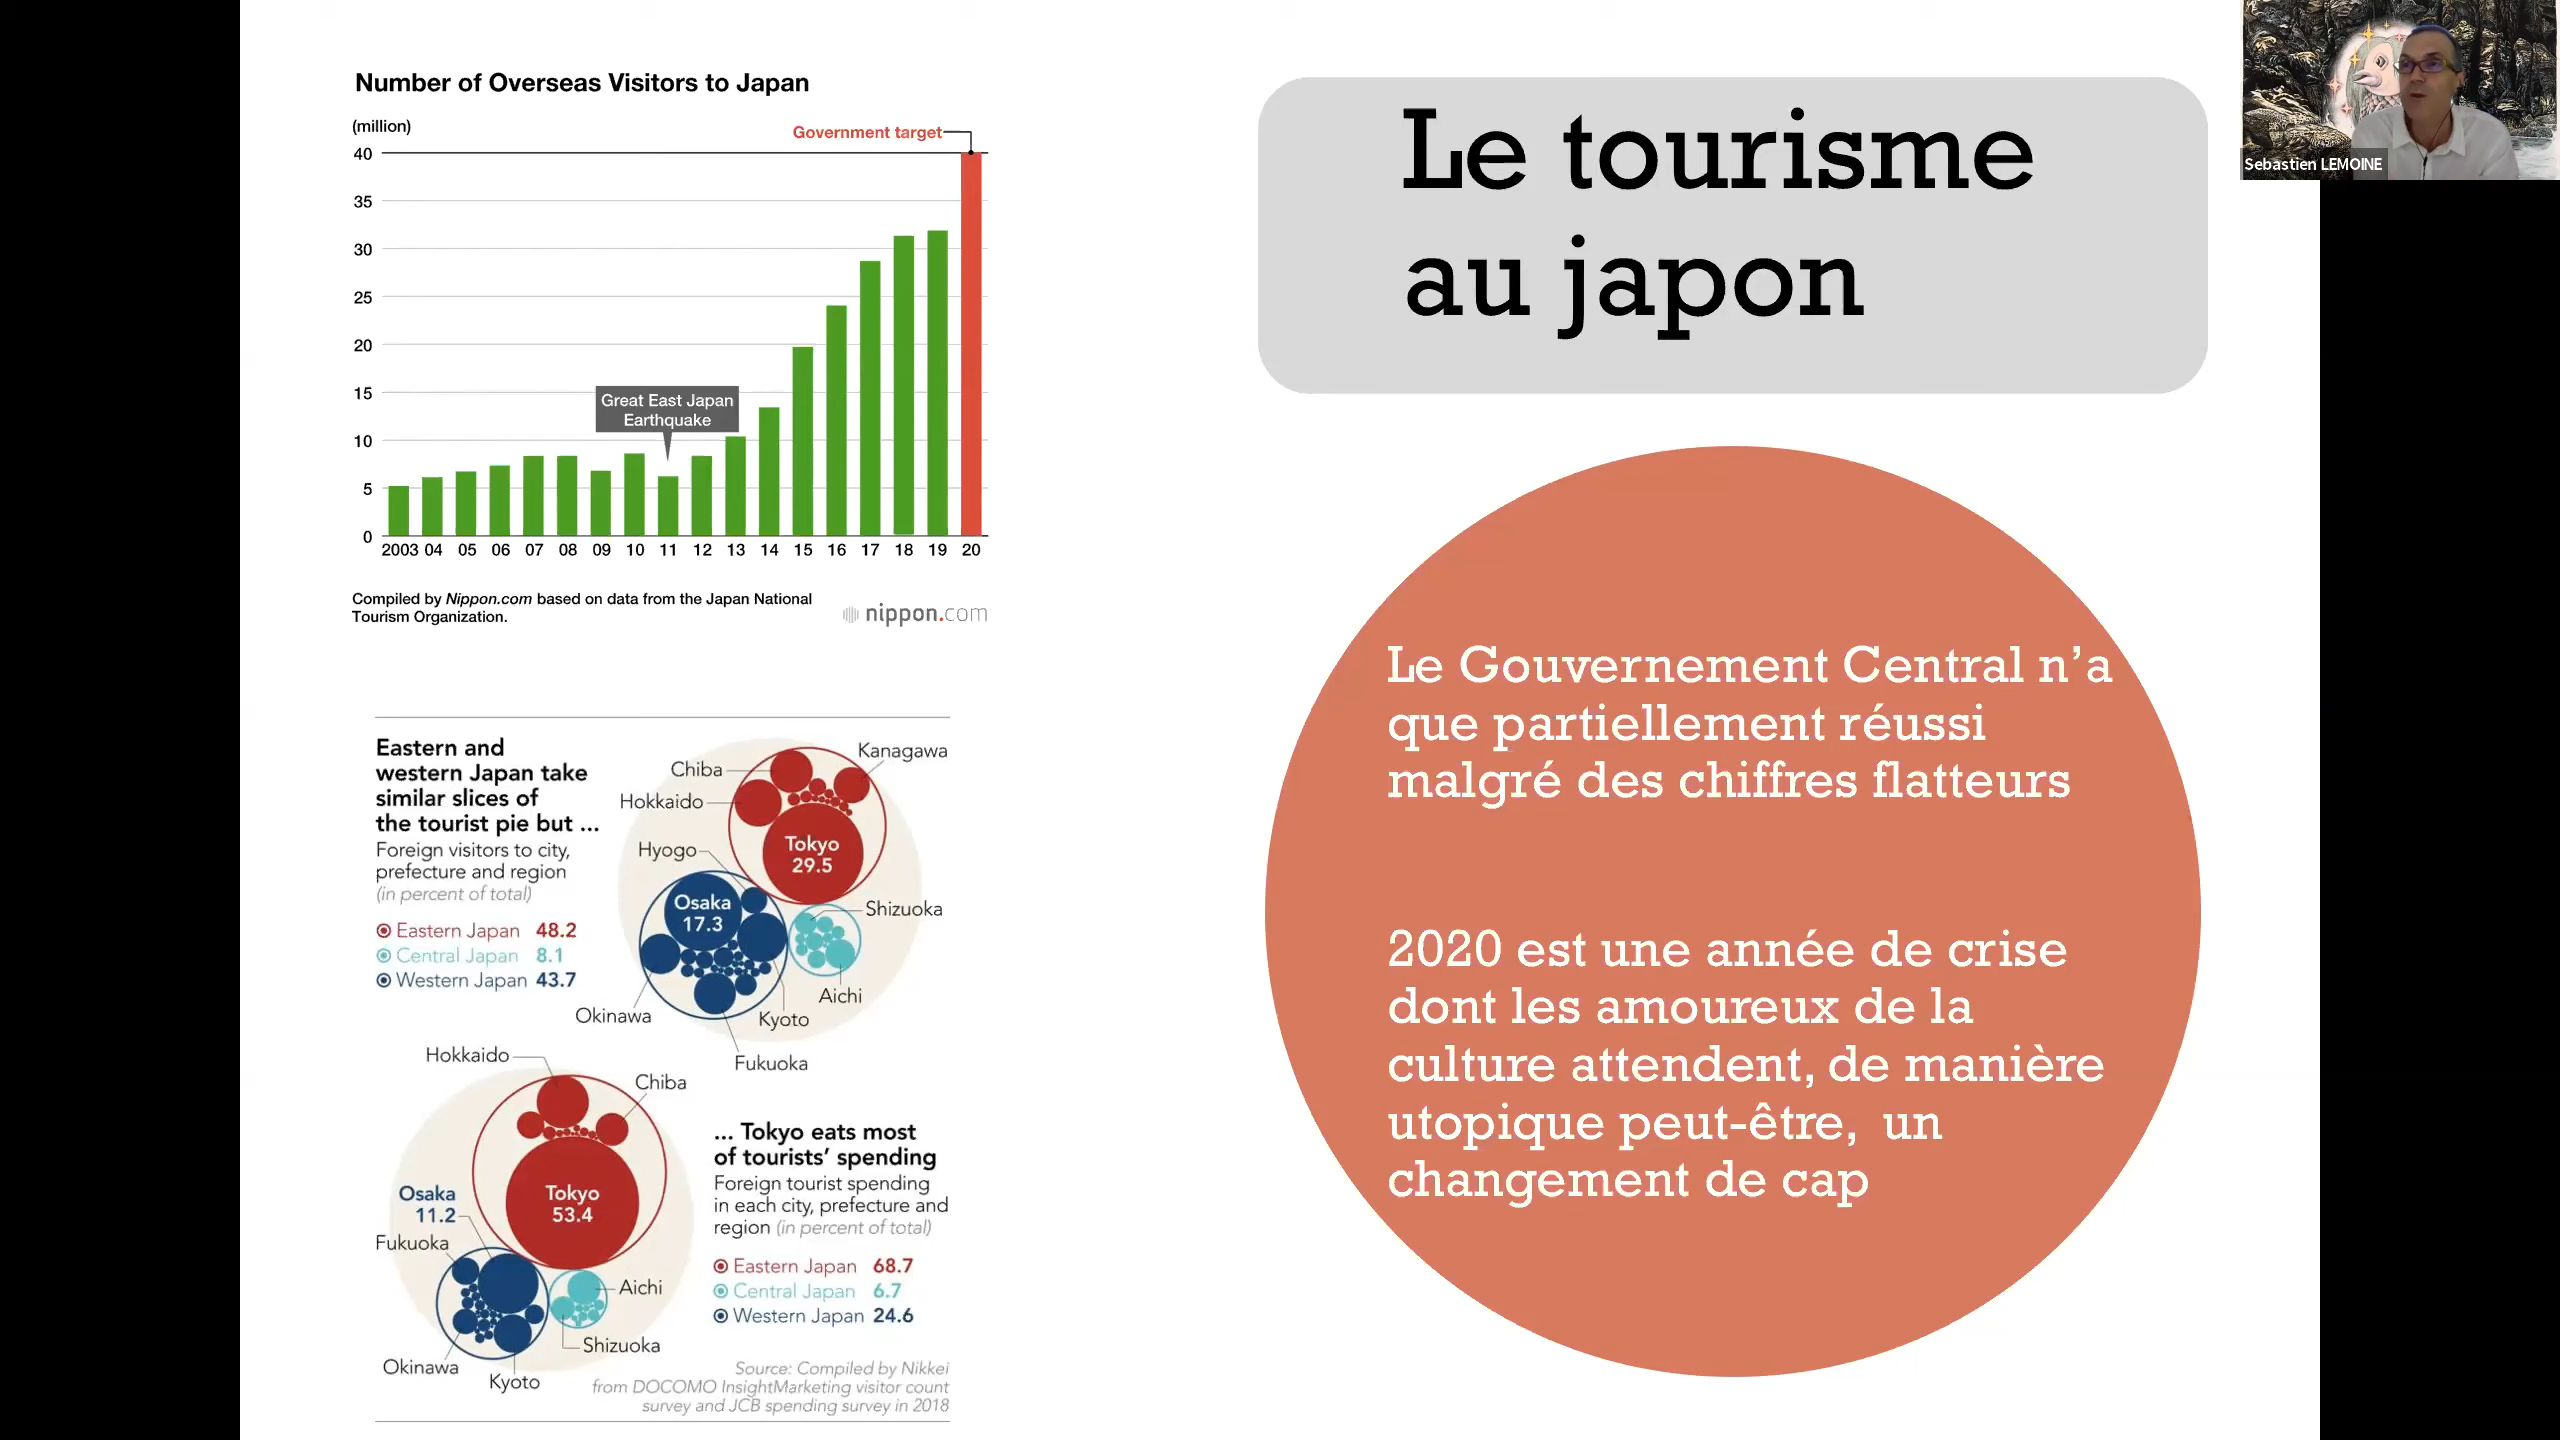 Number of Overseas Visitors to Japan
(million)
Government target
40
35
30
25
20
15
10
5
0
Great East Japan
Earthquake
2003 04 05 06 07 08 09 10 11 12 13 14 15 16 17 18 19 20
Compiled by Nippon.com based on data from the Japan National
Tourism Organization.
nippon.com
Eastern and
western Japan take
similar slices of
the tourist pie but ...
Foreign visitors to city,
prefecture and region
(in percent of total)
Eastern Japan 48.2
Central Japan 8.1
Western Japan 43.7
Kanagawa
Chiba
Hokkaido
Tokyo
29.5
Hyogo
Osaka
17.3
Shizuoka
Aichi
Okinawa
Kyoto
Fukuoka
Hokkaido
Chiba
Tokyo
53.4
Osaka
11.2
Fukuoka
Aichi
Shizuoka
Okinawa
Kyoto
... Tokyo eats most
of tourists' spending
Foreign tourist spending
in each city, prefecture and
region (in percent of total)
Eastern Japan 68.7
Central Japan 6.7
Western Japan 24.6
Source: Compiled by Nikkei
from DOCOMO InsightMarketing visitor count
survey and JCB spending survey in 2018
Le tourisme
au japon
Le Gouvernement Central n’a
que partiellement réussi
malgré des chiffres flatteurs
2020 est une année de crise
dont les amoureux de la
culture attendent, de manière
utopique peut-être, un
changement de cap
Sebastien LEMOINE